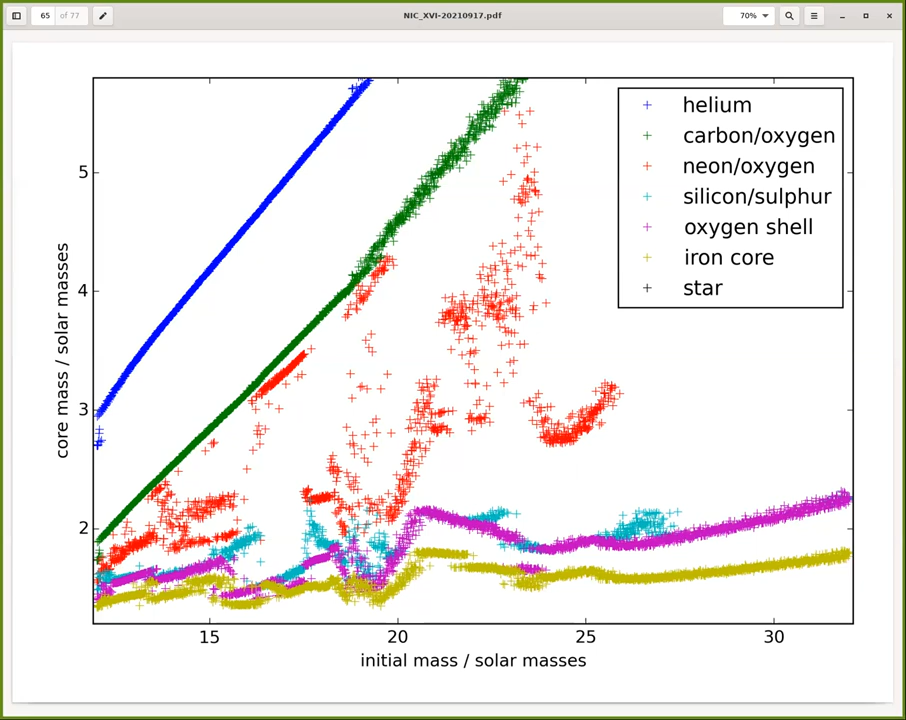 65 of 77
NIC_XVI-20210917.pdf
70%
helium
carbon/oxygen
neon/oxygen
silicon/sulphur
oxygen shell
iron core
star
core mass / solar masses
5
4
3
2
15 20 25 30
initial mass / solar masses